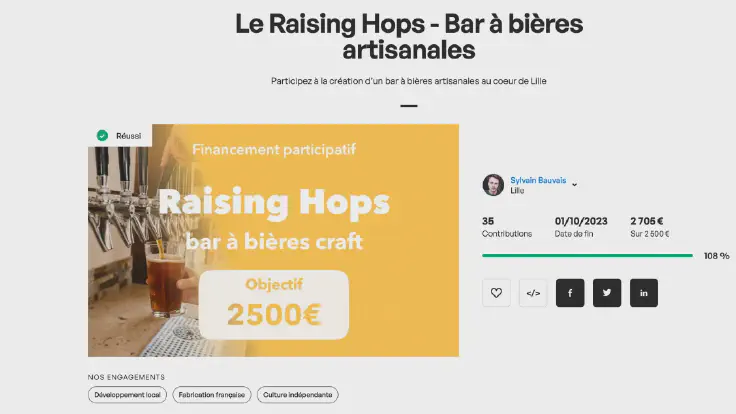 Le Raising Hops - Bar à bières
artisanales
Participez à la création d'un bar à bières artisanales au coeur de Lille
Réussi
Financement participatif
Raising Hops
bar à bières craft
Objectif
2500€
Sylvain Bauvais
Lille
35
Contributions
01/10/2023
Date de fin
2 705 €
Sur 2 500 €
108 %
</>
f
in
NOS ENGAGEMENTS
Développement local
Fabrication française
Culture indépendante